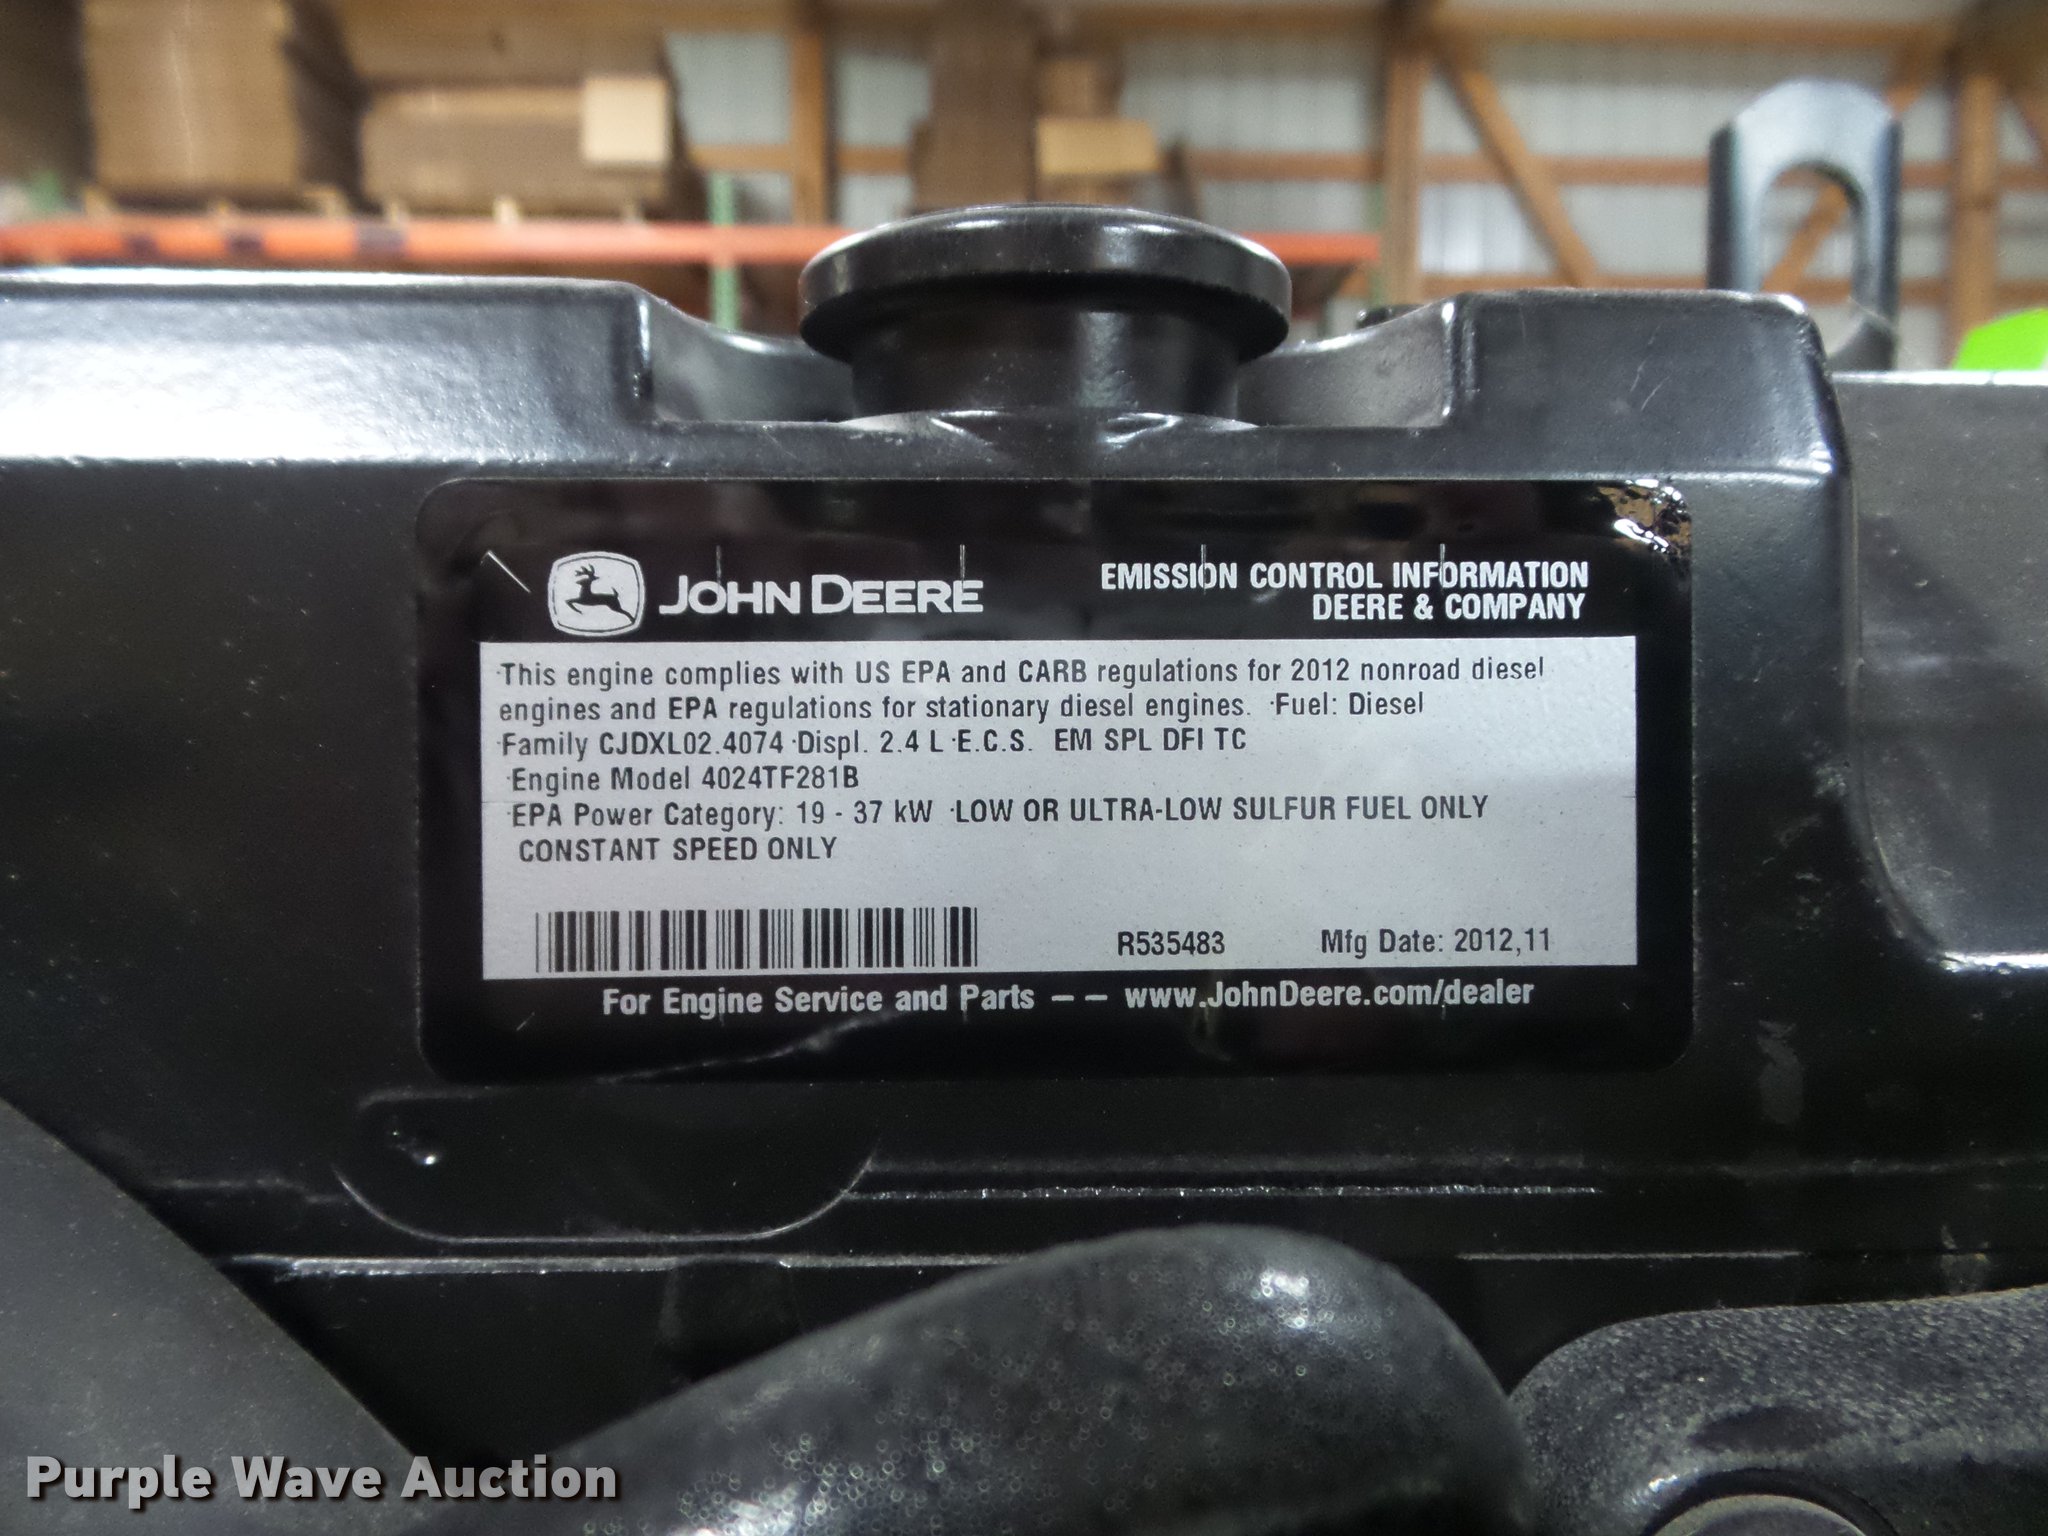 JOHN DEERE
EMISSION CONTROL INFORMATION
DEERE & COMPANY
·This engine complies with US EPA and CARB regulations for 2012 nonroad diesel
engines and EPA regulations for stationary diesel engines. ·Fuel: Diesel
·Family CJDXL02.4074 ·Displ. 2.4 L ·E.C.S. EM SPL DFI TC
·Engine Model 4024TF281B
·EPA Power Category: 19 - 37 kW ·LOW OR ULTRA-LOW SULFUR FUEL ONLY
CONSTANT SPEED ONLY
R535483 Mfg Date: 2012,11
For Engine Service and Parts – – www.JohnDeere.com/dealer
Purple Wave Auction